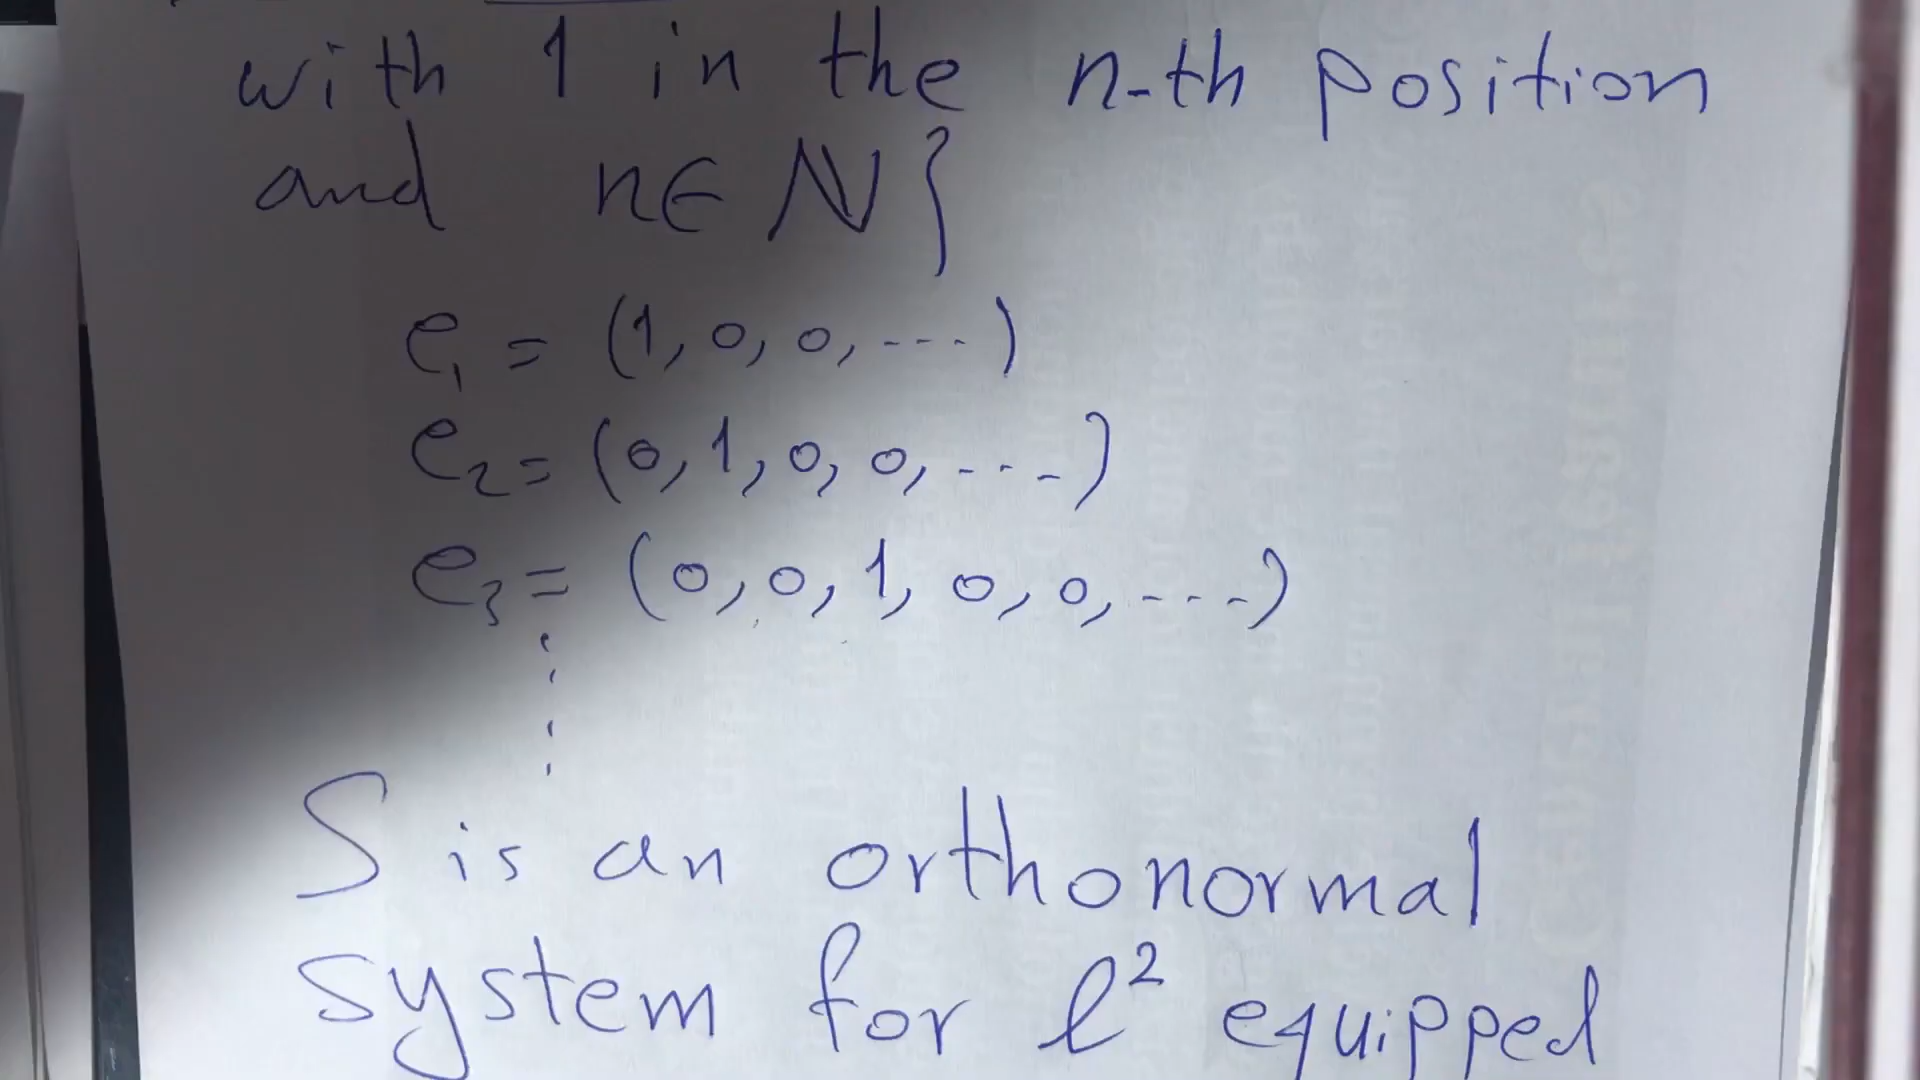 with 1 in the n-th position
and n∈ℕ}
e₁ = (1, 0, 0, ----)
e₂ = (0, 1, 0, 0, ----)
e₃ = (0, 0, 1, 0, 0, ----)
S is an orthonormal
system for l² equipped